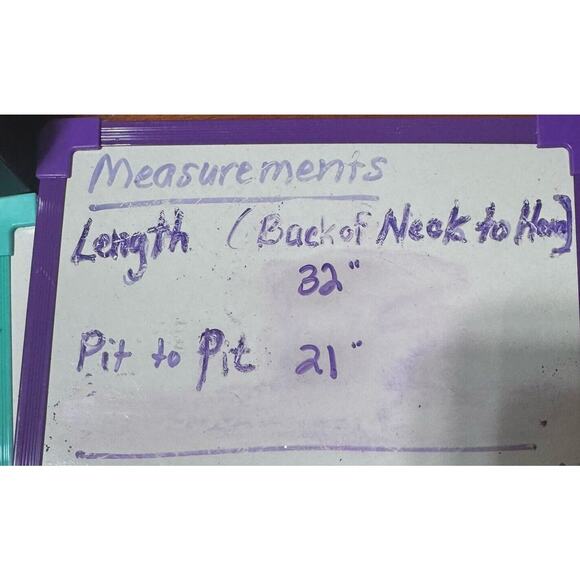 Measurements
Length (Back of Neck to Hem)
32"
Pit to Pit 21"